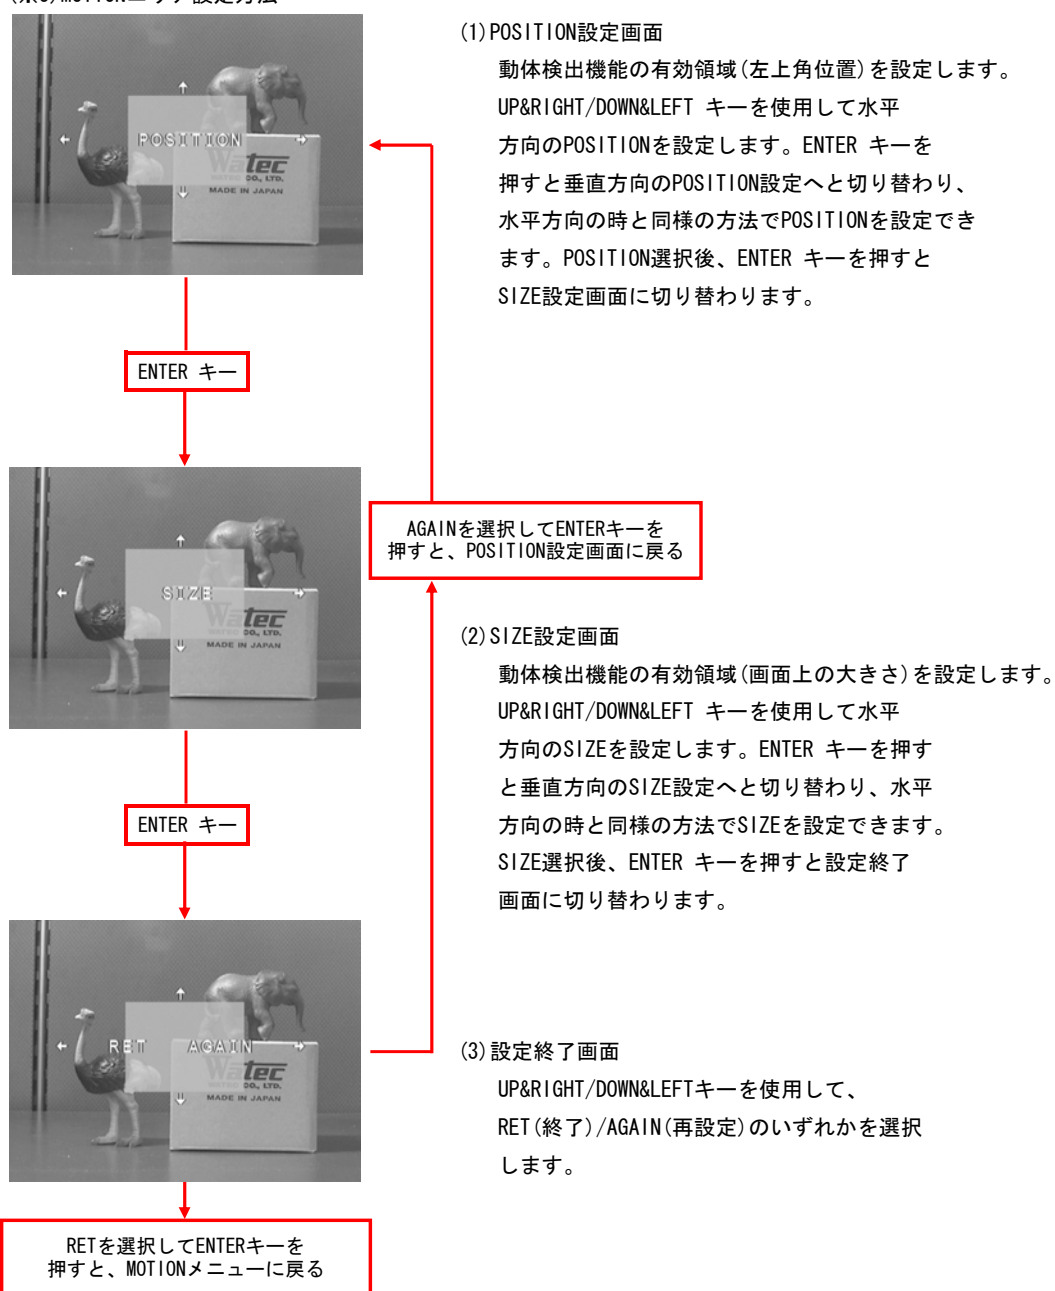 POSITION
Watec
WATEC CO., LTD.
MADE IN JAPAN
(1)POSITION設定画面
動体検出機能の有効領域(左上角位置)を設定します。
UP&RIGHT/DOWN&LEFT キーを使用して水平
方向のPOSITIONを設定します。ENTER キーを
押すと垂直方向のPOSITION設定へと切り替わり、
水平方向の時と同様の方法でPOSITIONを設定でき
ます。POSITION選択後、ENTER キーを押すと
SIZE設定画面に切り替わります。
ENTER キー
SIZE
Watec
WATEC CO., LTD.
MADE IN JAPAN
AGAINを選択してENTERキーを
押すと、POSITION設定画面に戻る
(2)SIZE設定画面
動体検出機能の有効領域(画面上の大きさ)を設定します。
UP&RIGHT/DOWN&LEFT キーを使用して水平
方向のSIZEを設定します。ENTER キーを押す
と垂直方向のSIZE設定へと切り替わり、水平
方向の時と同様の方法でSIZEを設定できます。
SIZE選択後、ENTER キーを押すと設定終了
画面に切り替わります。
ENTER キー
RET AGAIN
Watec
WATEC CO., LTD.
MADE IN JAPAN
(3)設定終了画面
UP&RIGHT/DOWN&LEFTキーを使用して、
RET(終了)/AGAIN(再設定)のいずれかを選択
します。
RETを選択してENTERキーを
押すと、MOTIONメニューに戻る